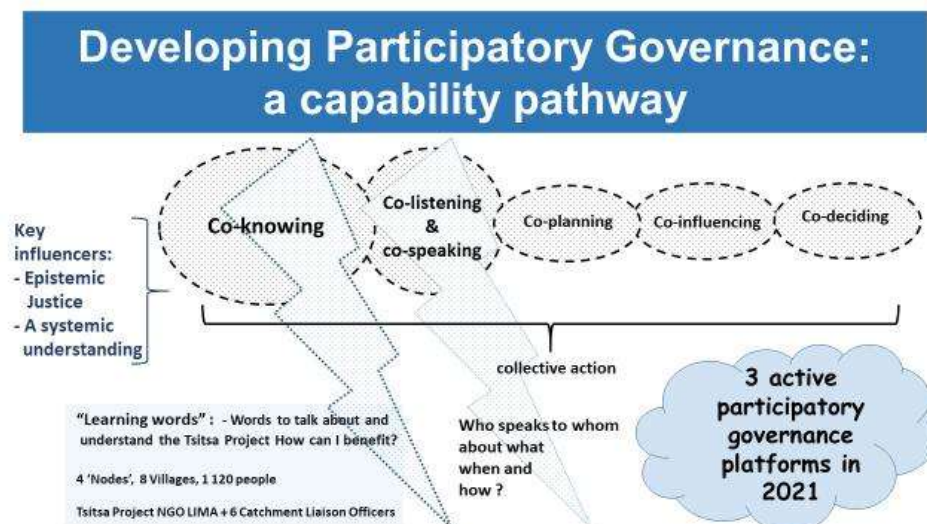 Developing Participatory Governance:
a capability pathway
Key
influencers:
- Epistemic
Justice
- A systemic
understanding
Co-knowing
Co-listening
&
co-speaking
Co-planning
Co-influencing
Co-deciding
collective action
"Learning words" : - Words to talk about and
understand the Tsitsa Project How can I benefit?
4 'Nodes', 8 Villages, 1 120 people
Tsitsa Project NGO LIMA + 6 Catchment Liaison Officers
Who speaks to whom
about what
when and
how ?
3 active
participatory
governance
platforms in
2021